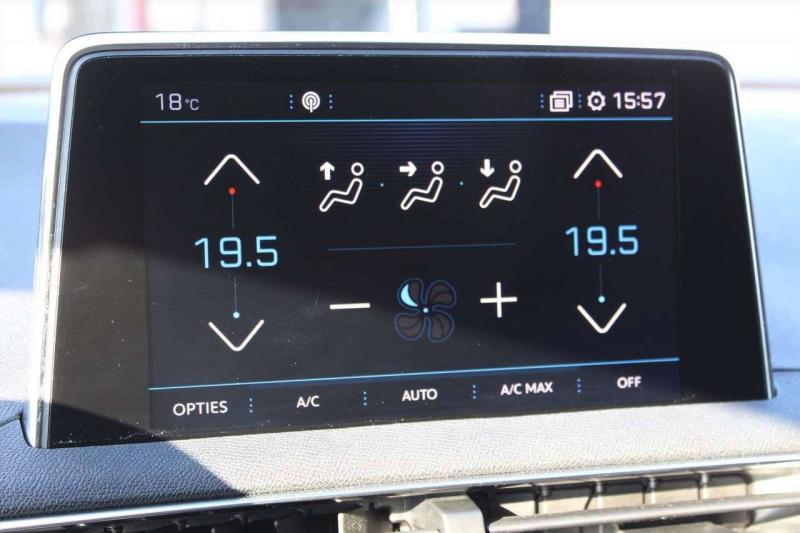 18°C 15:57
19.5 19.5
OPTIES A/C AUTO A/C MAX OFF